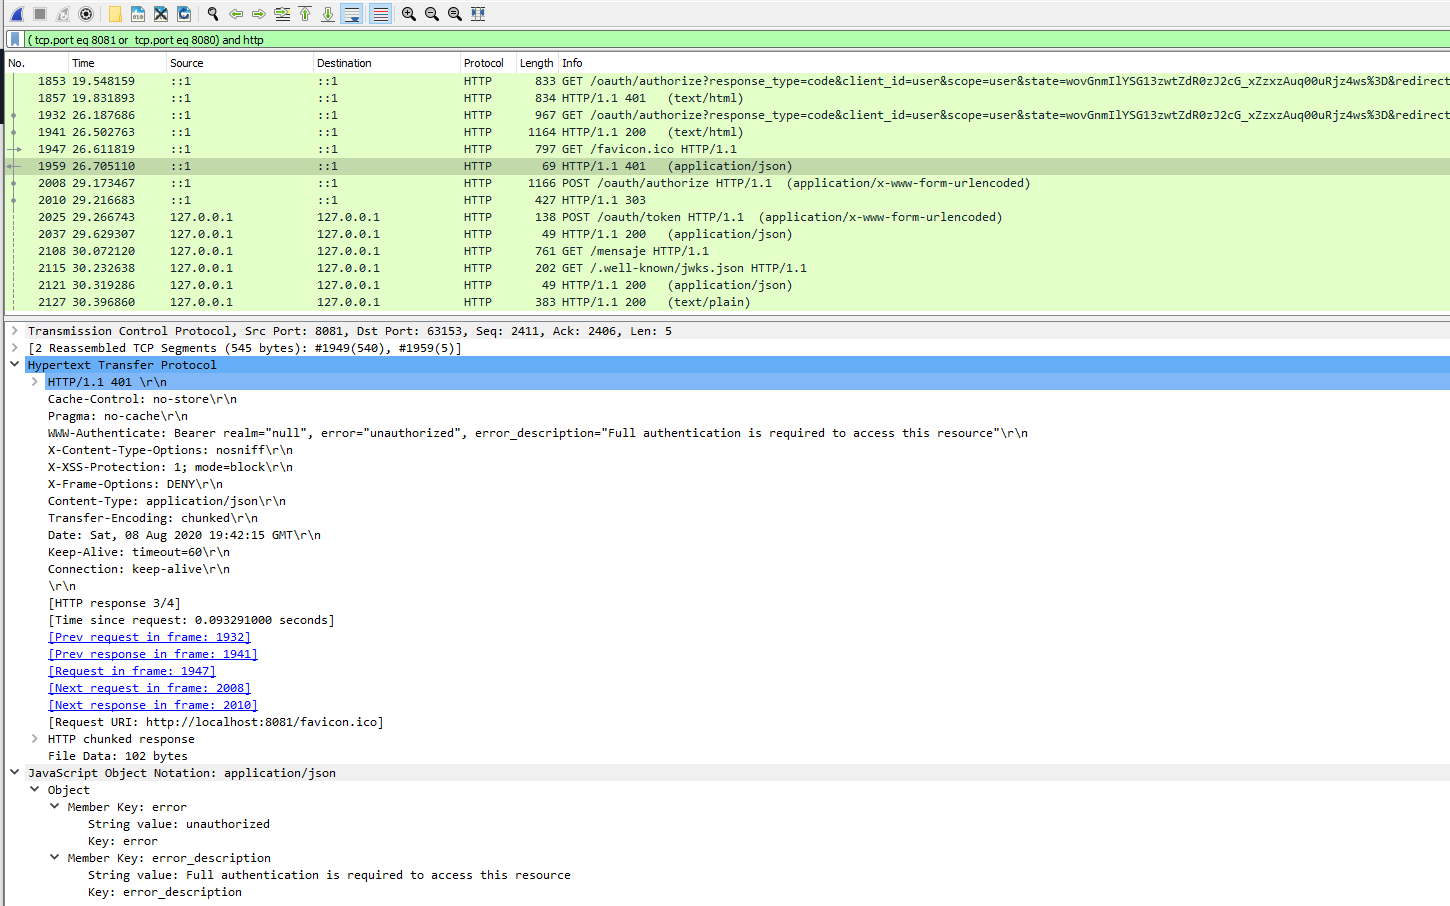 ( tcp.port eq 8081 or  tcp.port eq 8080) and http
No. Time Source Destination Protocol Length Info
1853 19.548159 ::1 ::1 HTTP 833 GET /oauth/authorize?response_type=code&client_id=user&scope=user&state=wovGnmIlYSG13zwtZdR0zJ2cG_xZzxzAuq00uRjz4ws%3D&redirect
1857 19.831893 ::1 ::1 HTTP 834 HTTP/1.1 401   (text/html)
1932 26.187686 ::1 ::1 HTTP 967 GET /oauth/authorize?response_type=code&client_id=user&scope=user&state=wovGnmIlYSG13zwtZdR0zJ2cG_xZzxzAuq00uRjz4ws%3D&redirect
1941 26.502763 ::1 ::1 HTTP 1164 HTTP/1.1 200   (text/html)
1947 26.611819 ::1 ::1 HTTP 797 GET /favicon.ico HTTP/1.1
1959 26.705110 ::1 ::1 HTTP 69 HTTP/1.1 401   (application/json)
2008 29.173467 ::1 ::1 HTTP 1166 POST /oauth/authorize HTTP/1.1  (application/x-www-form-urlencoded)
2010 29.216683 ::1 ::1 HTTP 427 HTTP/1.1 303
2025 29.266743 127.0.0.1 127.0.0.1 HTTP 138 POST /oauth/token HTTP/1.1  (application/x-www-form-urlencoded)
2037 29.629307 127.0.0.1 127.0.0.1 HTTP 49 HTTP/1.1 200   (application/json)
2108 30.072120 127.0.0.1 127.0.0.1 HTTP 761 GET /mensaje HTTP/1.1
2115 30.232638 127.0.0.1 127.0.0.1 HTTP 202 GET /.well-known/jwks.json HTTP/1.1
2121 30.319286 127.0.0.1 127.0.0.1 HTTP 49 HTTP/1.1 200   (application/json)
2127 30.396860 127.0.0.1 127.0.0.1 HTTP 383 HTTP/1.1 200   (text/plain)
Transmission Control Protocol, Src Port: 8081, Dst Port: 63153, Seq: 2411, Ack: 2406, Len: 5
[2 Reassembled TCP Segments (545 bytes): #1949(540), #1959(5)]
Hypertext Transfer Protocol
HTTP/1.1 401 \r\n
Cache-Control: no-store\r\n
Pragma: no-cache\r\n
WWW-Authenticate: Bearer realm="null", error="unauthorized", error_description="Full authentication is required to access this resource"\r\n
X-Content-Type-Options: nosniff\r\n
X-XSS-Protection: 1; mode=block\r\n
X-Frame-Options: DENY\r\n
Content-Type: application/json\r\n
Transfer-Encoding: chunked\r\n
Date: Sat, 08 Aug 2020 19:42:15 GMT\r\n
Keep-Alive: timeout=60\r\n
Connection: keep-alive\r\n
\r\n
[HTTP response 3/4]
[Time since request: 0.093291000 seconds]
[Prev request in frame: 1932]
[Prev response in frame: 1941]
[Request in frame: 1947]
[Next request in frame: 2008]
[Next response in frame: 2010]
[Request URI: http://localhost:8081/favicon.ico]
HTTP chunked response
File Data: 102 bytes
JavaScript Object Notation: application/json
Object
Member Key: error
String value: unauthorized
Key: error
Member Key: error_description
String value: Full authentication is required to access this resource
Key: error_description